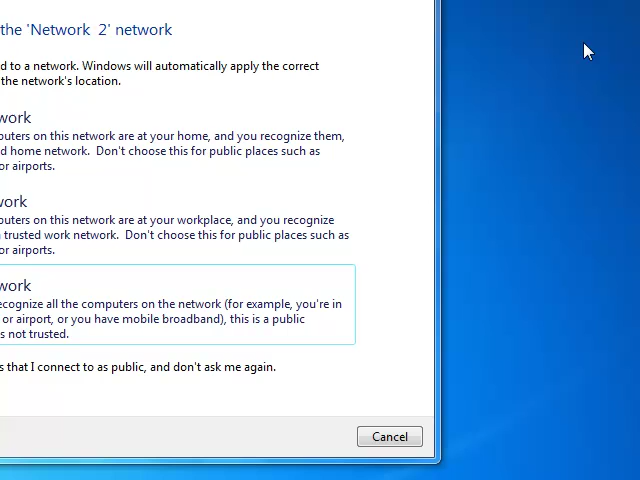 the 'Network 2' network
d to a network. Windows will automatically apply the correct
the network's location.
work
puters on this network are at your home, and you recognize them,
d home network. Don't choose this for public places such as
or airports.
work
puters on this network are at your workplace, and you recognize
trusted work network. Don't choose this for public places such as
or airports.
work
ecognize all the computers on the network (for example, you're in
or airport, or you have mobile broadband), this is a public
s not trusted.
s that I connect to as public, and don't ask me again.
Cancel